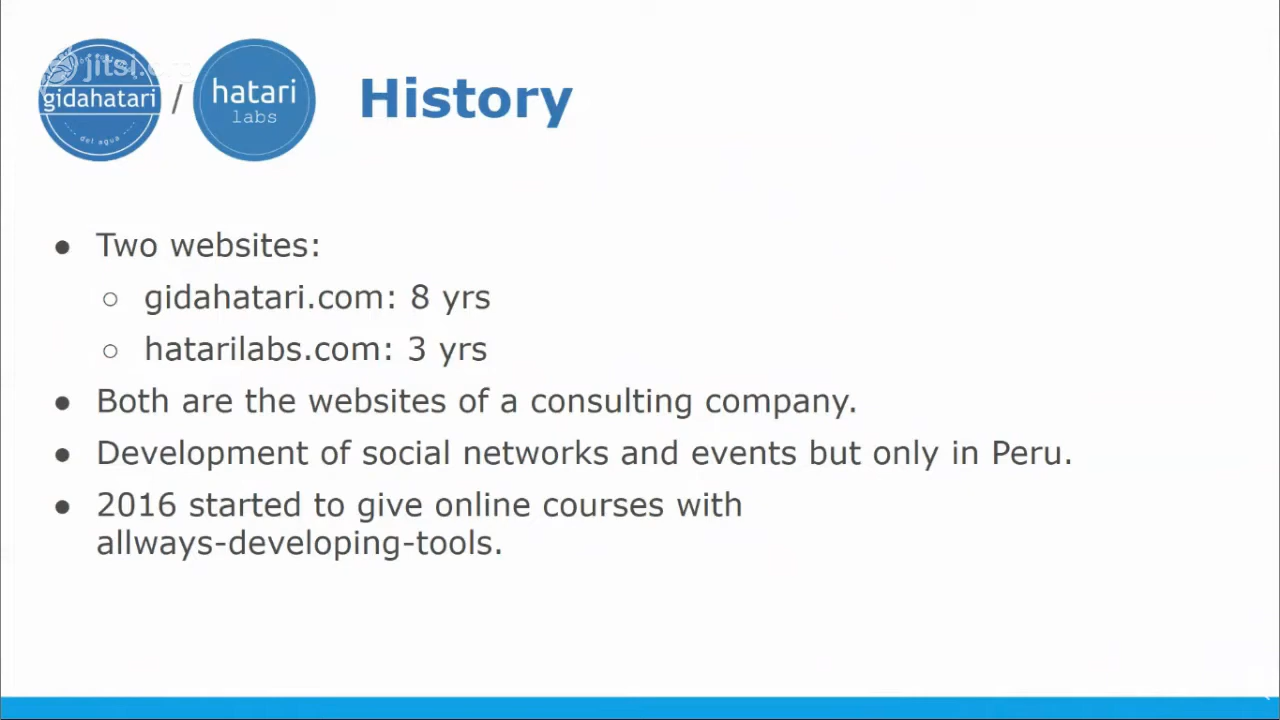 jitsi.org
gidahatari
del agua
/
hatari
labs
History
● Two websites:
○ gidahatari.com: 8 yrs
○ hatarilabs.com: 3 yrs
● Both are the websites of a consulting company.
● Development of social networks and events but only in Peru.
● 2016 started to give online courses with
allways-developing-tools.